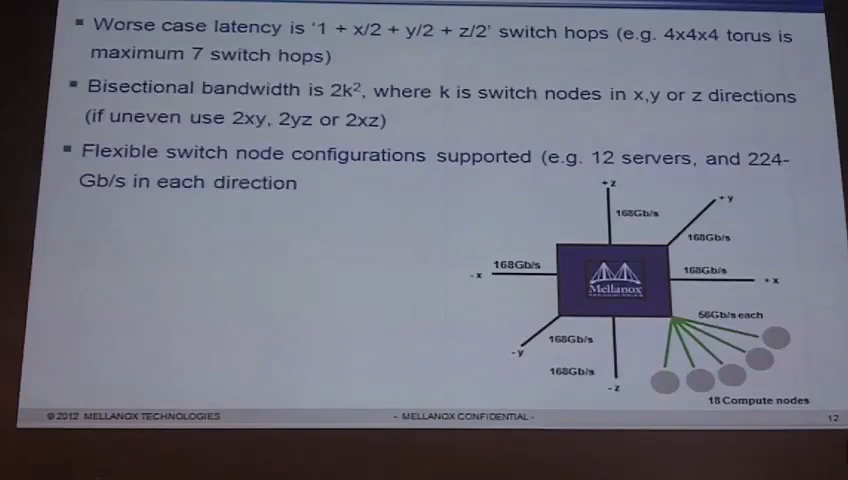 Worse case latency is '1 + x/2 + y/2 + z/2' switch hops (e.g. 4x4x4 torus is
maximum 7 switch hops)
Bisectional bandwidth is 2k², where k is switch nodes in x,y or z directions
(if uneven use 2xy, 2yz or 2xz)
Flexible switch node configurations supported (e.g. 12 servers, and 224-
Gb/s in each direction
+z
+y
168Gb/s
168Gb/s
168Gb/s
168Gb/s
-x
+x
Mellanox
56Gb/s each
168Gb/s
-y
168Gb/s
-z
18 Compute nodes
© 2012 MELLANOX TECHNOLOGIES
- MELLANOX CONFIDENTIAL -
12